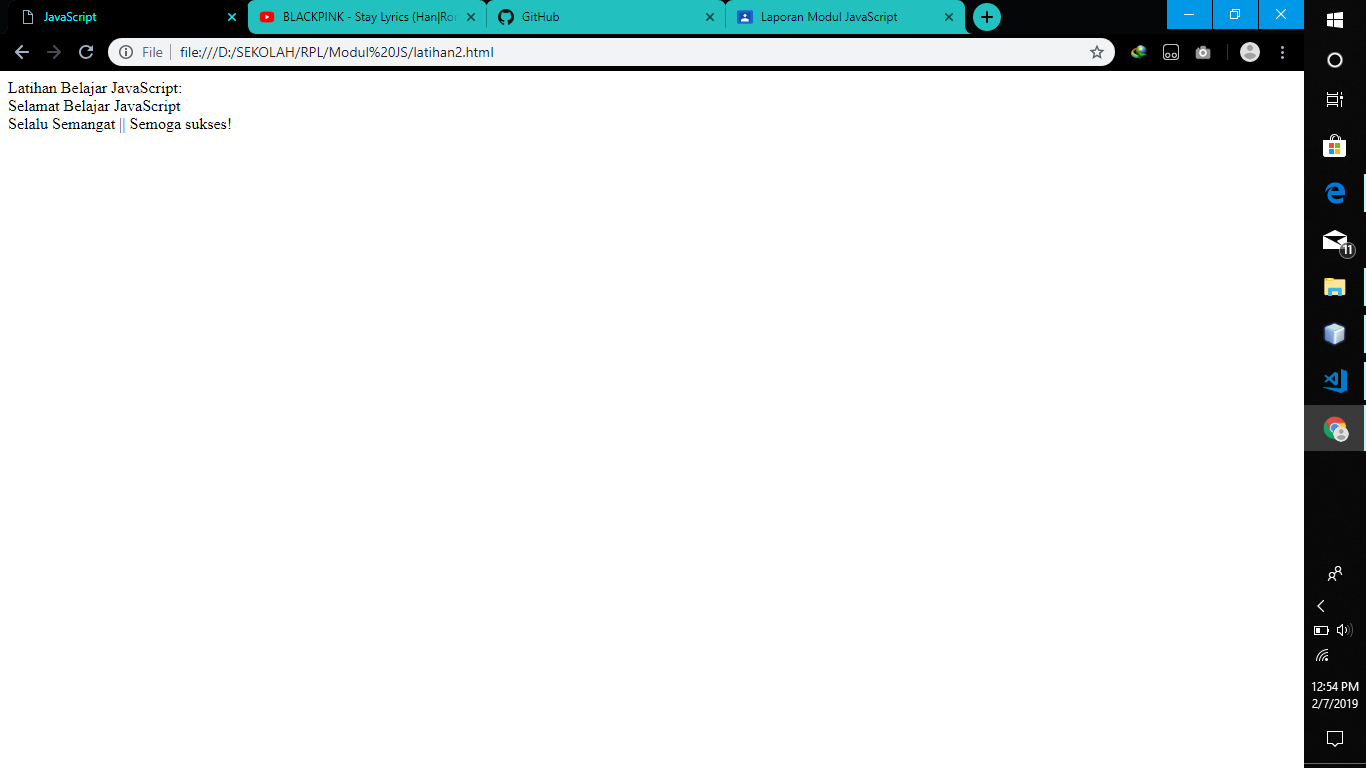 JavaScript
BLACKPINK - Stay Lyrics (Han|Ro
GitHub
Laporan Modul JavaScript
File
file:///D:/SEKOLAH/RPL/Modul%20JS/latihan2.html
Latihan Belajar JavaScript:
Selamat Belajar JavaScript
Selalu Semangat || Semoga sukses!
11
12:54 PM
2/7/2019